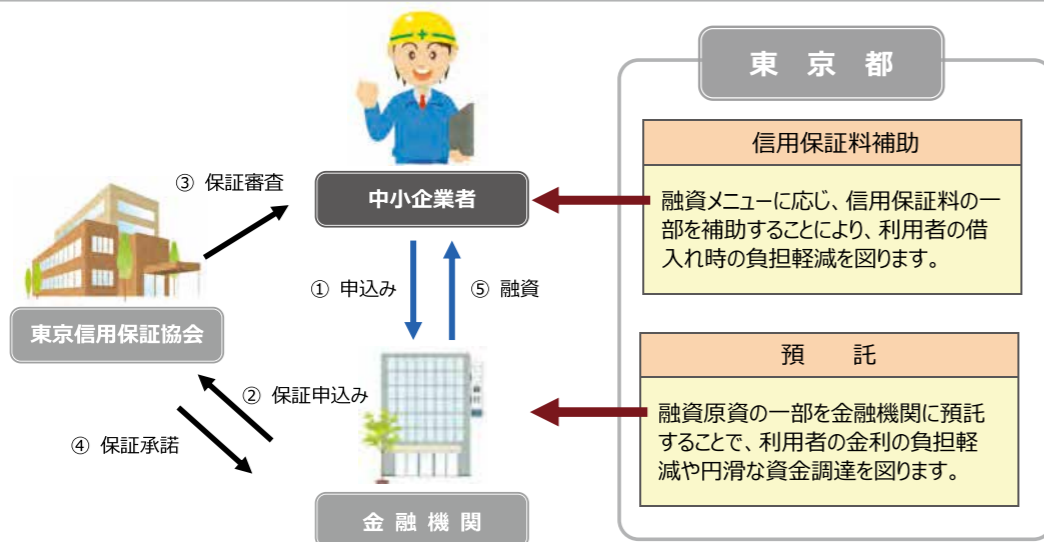 東京都
信用保証料補助
融資メニューに応じ、信用保証料の一
部を補助することにより、利用者の借
入れ時の負担軽減を図ります。
預託
融資原資の一部を金融機関に預託
することで、利用者の金利の負担軽
減や円滑な資金調達を図ります。
中小企業者
③ 保証審査
① 申込み
⑤ 融資
東京信用保証協会
② 保証申込み
④ 保証承諾
金融機関